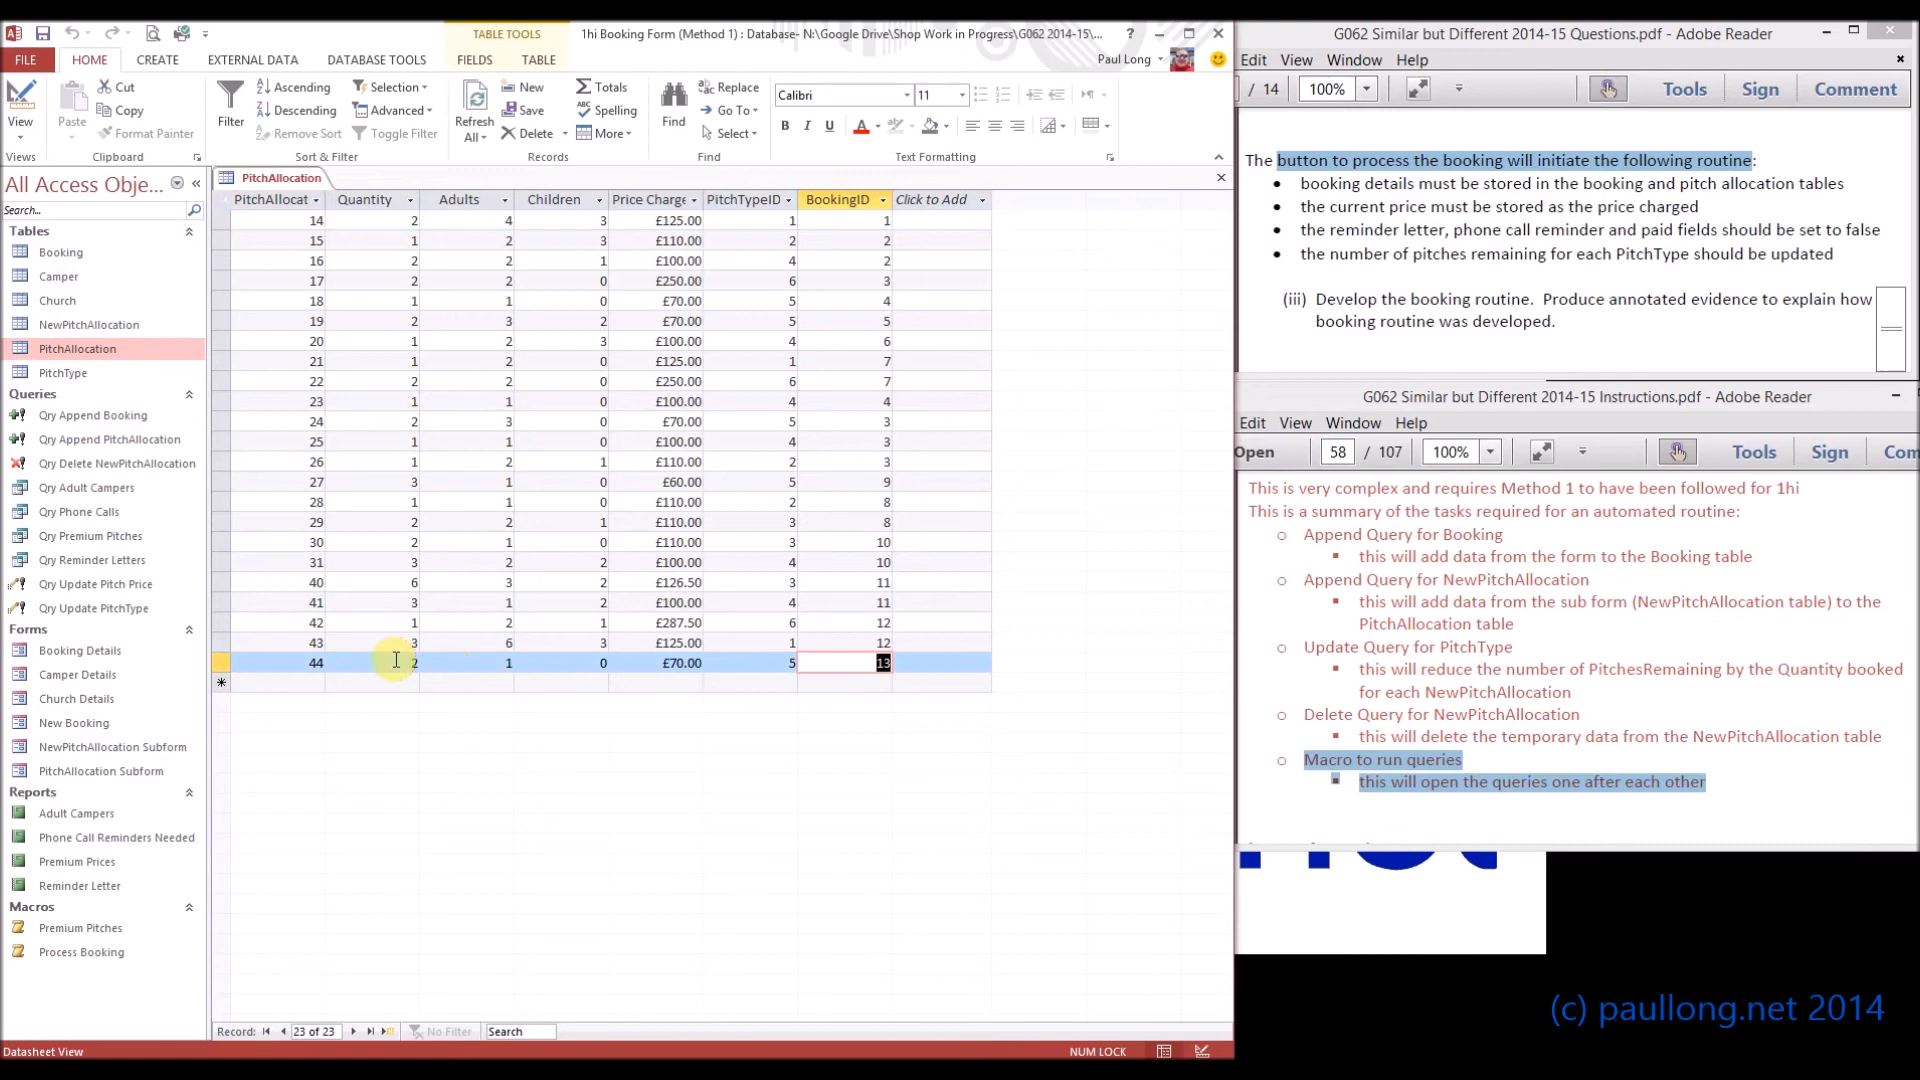 TABLE TOOLS
1hi Booking Form (Method 1) : Database- N:\Google Drive\Shop Work in Progress\G062 2014-15\...
FILE HOME CREATE EXTERNAL DATA DATABASE TOOLS FIELDS TABLE
Paul Long
View
Views
Paste
Cut
Copy
Format Painter
Clipboard
Filter
Ascending
Descending
Remove Sort
Selection
Advanced
Toggle Filter
Sort & Filter
Refresh All
New
Save
Delete
Totals
Spelling
More
Records
Find
Replace
Go To
Select
Find
Calibri 11
B I U A
Text Formatting
All Access Obje...
Search...
Tables
Booking
Camper
Church
NewPitchAllocation
PitchAllocation
PitchType
Queries
Qry Append Booking
Qry Append PitchAllocation
Qry Delete NewPitchAllocation
Qry Adult Campers
Qry Phone Calls
Qry Premium Pitches
Qry Reminder Letters
Qry Update Pitch Price
Qry Update PitchType
Forms
Booking Details
Camper Details
Church Details
New Booking
NewPitchAllocation Subform
PitchAllocation Subform
Reports
Adult Campers
Phone Call Reminders Needed
Premium Prices
Reminder Letter
Macros
Premium Pitches
Process Booking
PitchAllocation
PitchAllocat Quantity Adults Children Price Charge PitchTypeID BookingID Click to Add
14 2 4 3 £125.00 1 1
15 1 2 3 £110.00 2 2
16 2 2 1 £100.00 4 2
17 2 2 0 £250.00 6 3
18 1 1 0 £70.00 5 4
19 2 3 2 £70.00 5 5
20 1 2 3 £100.00 4 6
21 1 2 0 £125.00 1 7
22 2 2 0 £250.00 6 7
23 1 1 0 £100.00 4 4
24 2 3 0 £70.00 5 3
25 1 1 0 £100.00 4 3
26 1 2 1 £110.00 2 3
27 3 1 0 £60.00 5 9
28 1 1 0 £110.00 2 8
29 2 2 1 £110.00 3 8
30 2 1 0 £110.00 3 10
31 3 2 2 £100.00 4 10
40 6 3 2 £126.50 3 11
41 3 1 2 £100.00 4 11
42 1 2 1 £287.50 6 12
43 3 6 3 £125.00 1 12
44 2 1 0 £70.00 5 13
Record: 23 of 23 No Filter Search
Datasheet View
NUM LOCK
G062 Similar but Different 2014-15 Questions.pdf - Adobe Reader
Edit View Window Help
/ 14 100% Tools Sign Comment
The button to process the booking will initiate the following routine:
• booking details must be stored in the booking and pitch allocation tables
• the current price must be stored as the price charged
• the reminder letter, phone call reminder and paid fields should be set to false
• the number of pitches remaining for each PitchType should be updated
(iii) Develop the booking routine. Produce annotated evidence to explain how
booking routine was developed.
G062 Similar but Different 2014-15 Instructions.pdf - Adobe Reader
Edit View Window Help
Open 58 / 107 100% Tools Sign Com
This is very complex and requires Method 1 to have been followed for 1hi
This is a summary of the tasks required for an automated routine:
o Append Query for Booking
▪ this will add data from the form to the Booking table
o Append Query for NewPitchAllocation
▪ this will add data from the sub form (NewPitchAllocation table) to the
PitchAllocation table
o Update Query for PitchType
▪ this will reduce the number of PitchesRemaining by the Quantity booked
for each NewPitchAllocation
o Delete Query for NewPitchAllocation
▪ this will delete the temporary data from the NewPitchAllocation table
o Macro to run queries
▪ this will open the queries one after each other
(c) paullong.net 2014